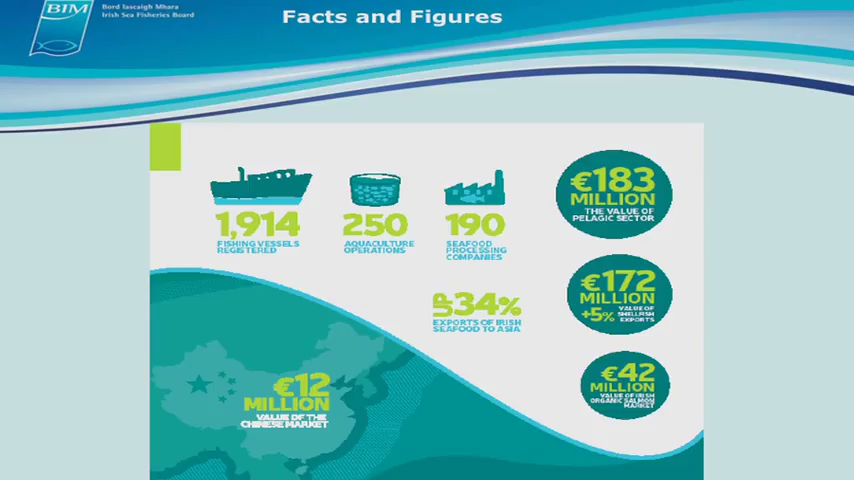 BIM
Bord Iascaigh Mhara
Irish Sea Fisheries Board
Facts and Figures
1,914
FISHING VESSELS
REGISTERED
250
AQUACULTURE
OPERATIONS
190
SEAFOOD
PROCESSING
COMPANIES
€183
MILLION
THE VALUE OF
PELAGIC SECTOR
UP 34%
EXPORTS OF IRISH
SEAFOOD TO ASIA
€172
MILLION
+5% VALUE OF
SHELLFISH
EXPORTS
€42
MILLION
VALUE OF IRISH
ORGANIC SALMON
MARKET
€12
MILLION
VALUE OF THE
CHINESE MARKET